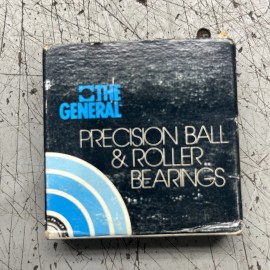 THE
GENERAL
PRECISION BALL
& ROLLER
BEARINGS